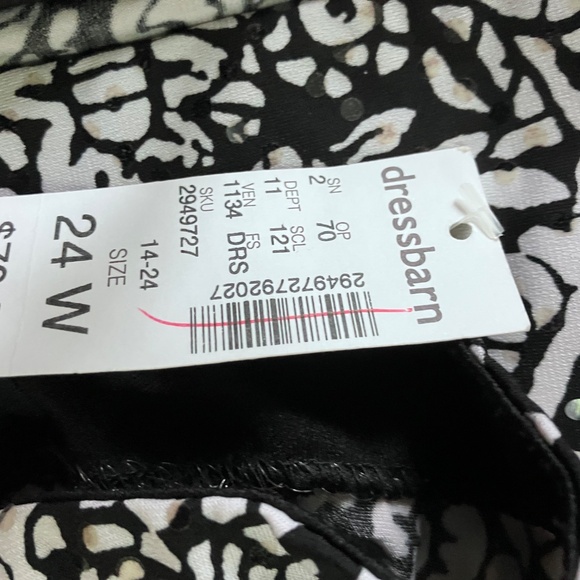 dressbarn
SN OP
2 70
DEPT SCL
11 121
VEN FS
1134 DRS
SKU
2949727
2949727792027
14-24
SIZE
24 W